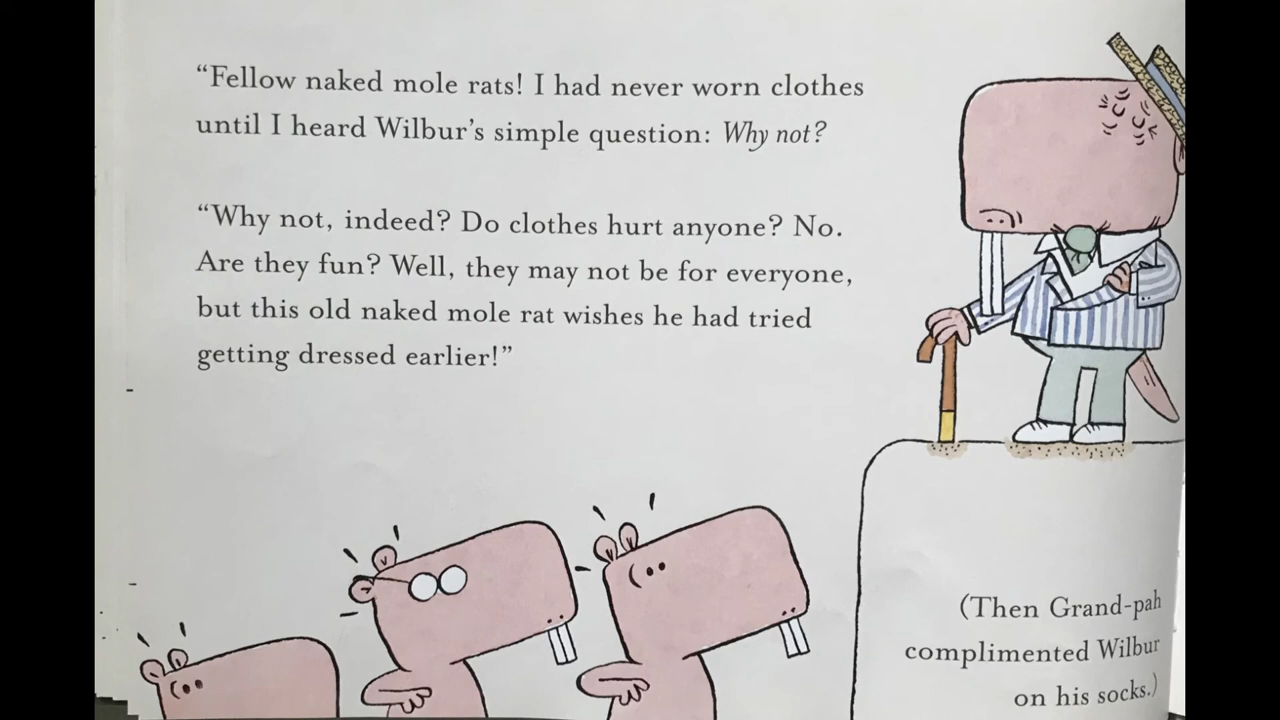 “Fellow naked mole rats! I had never worn clothes
until I heard Wilbur’s simple question: Why not?
“Why not, indeed? Do clothes hurt anyone? No.
Are they fun? Well, they may not be for everyone,
but this old naked mole rat wishes he had tried
getting dressed earlier!”
(Then Grand-pah
complimented Wilbur
on his socks.)